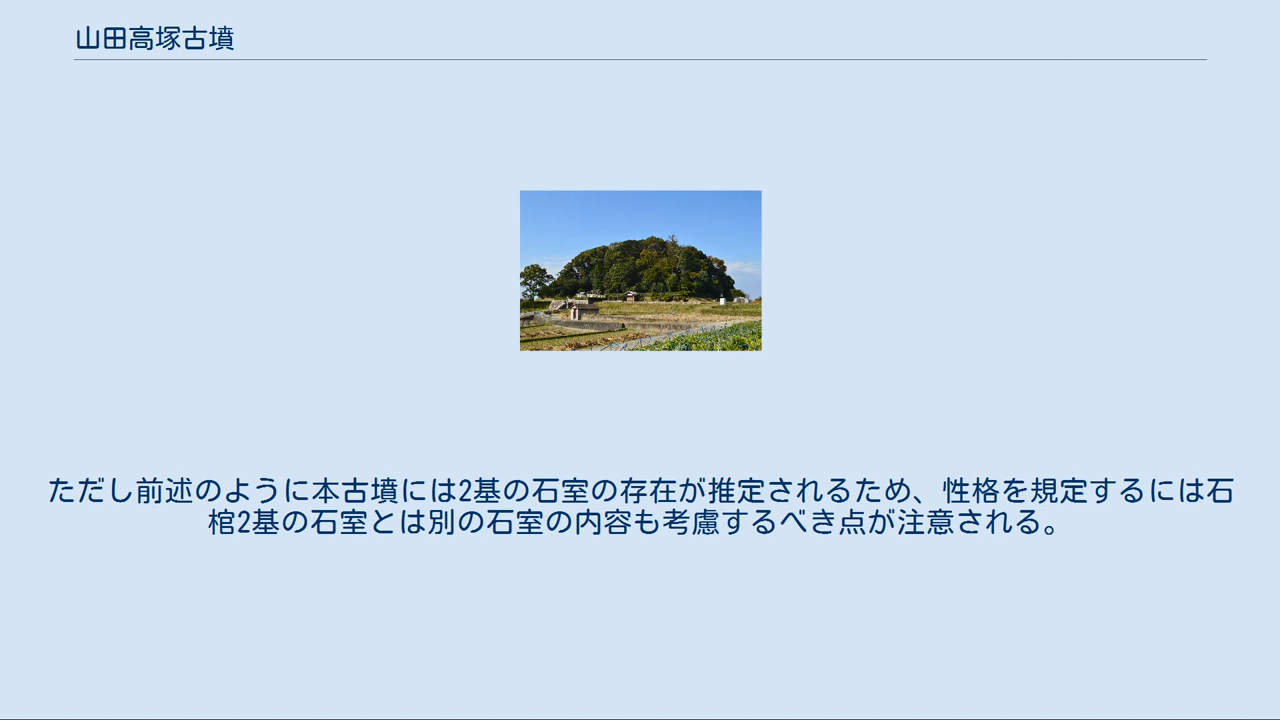 山田高塚古墳
ただし前述のように本古墳には2基の石室の存在が推定されるため、性格を規定するには石
棺2基の石室とは別の石室の内容も考慮するべき点が注意される。